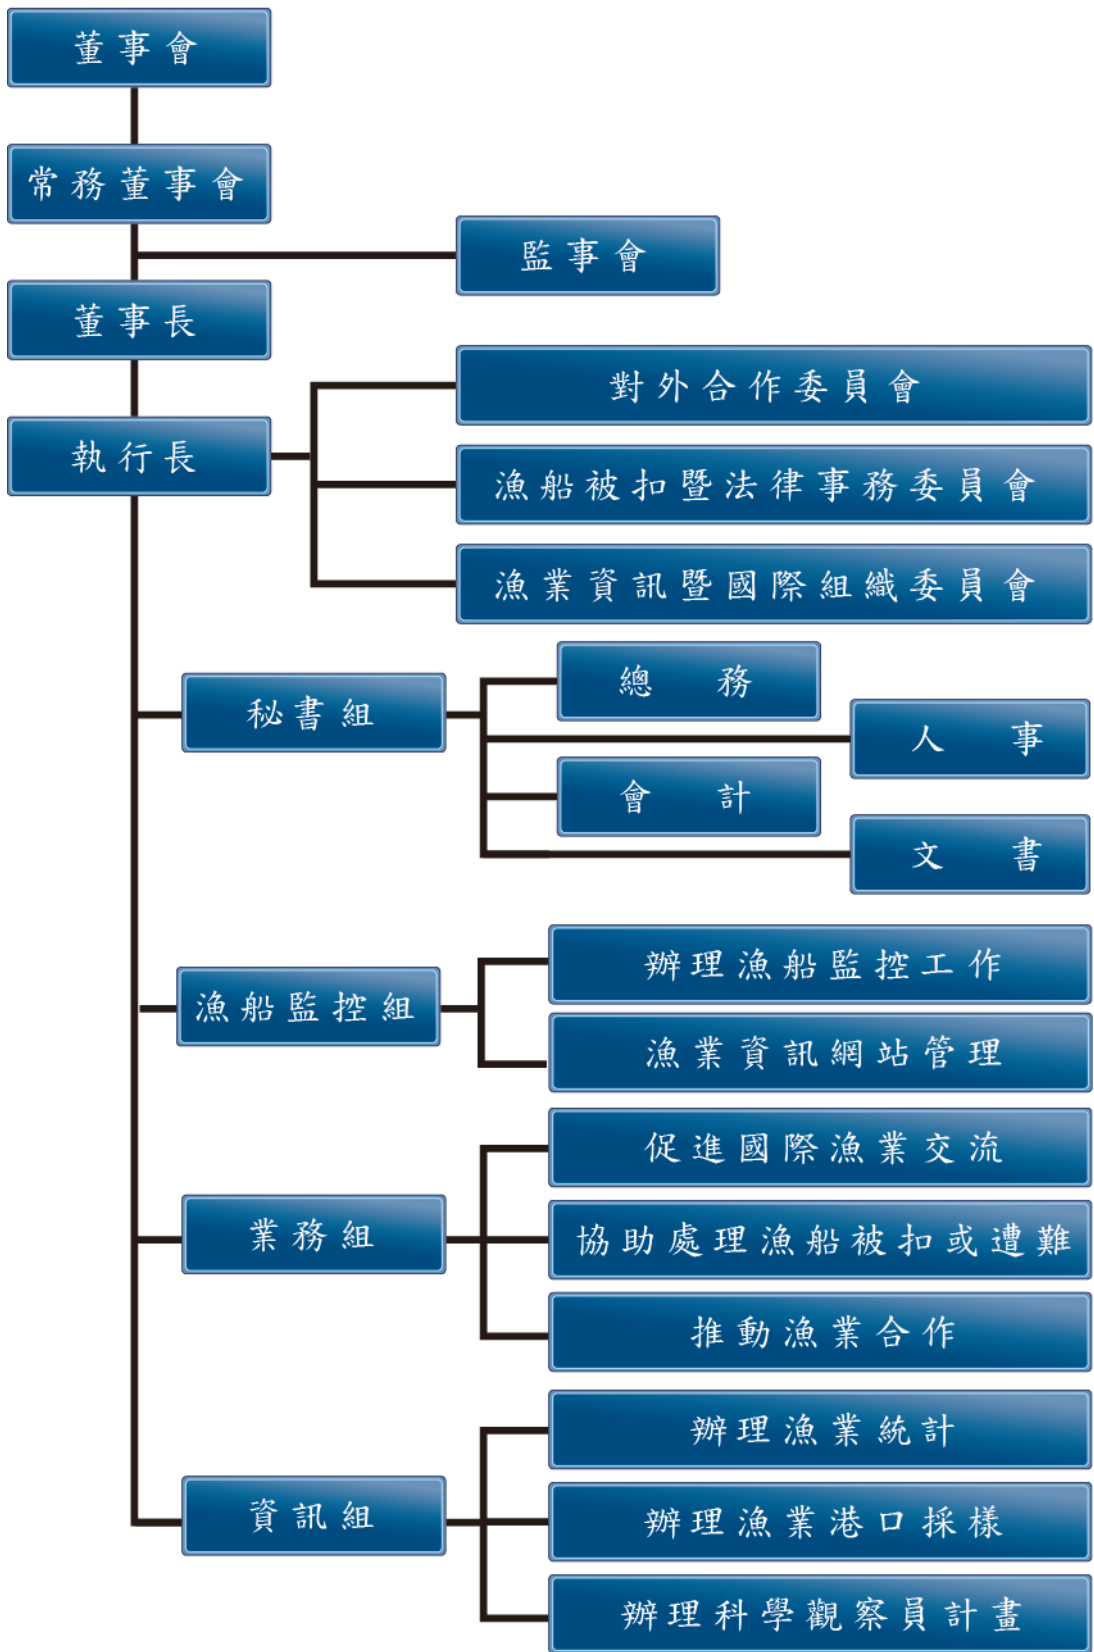 董事會
常務董事會
監事會
董事長
對外合作委員會
執行長
漁船被扣暨法律事務委員會
漁業資訊暨國際組織委員會
總務
秘書組
人事
會計
文書
辦理漁船監控工作
漁船監控組
漁業資訊網站管理
促進國際漁業交流
業務組
協助處理漁船被扣或遭難
推動漁業合作
辦理漁業統計
資訊組
辦理漁業港口採樣
辦理科學觀察員計畫